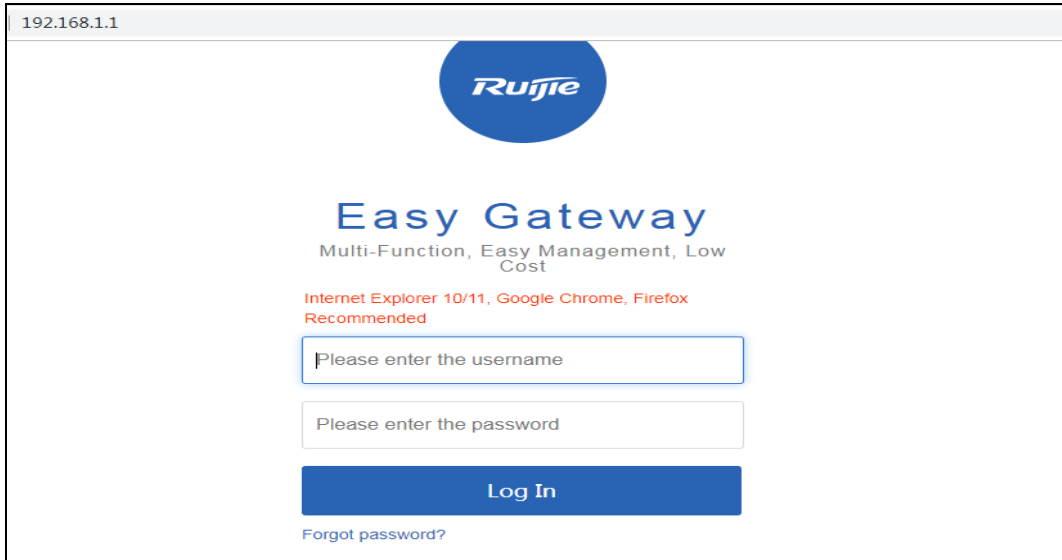 192.168.1.1
Ruijie
Easy Gateway
Multi-Function, Easy Management, Low
Cost
Internet Explorer 10/11, Google Chrome, Firefox
Recommended
Please enter the username
Please enter the password
Log In
Forgot password?